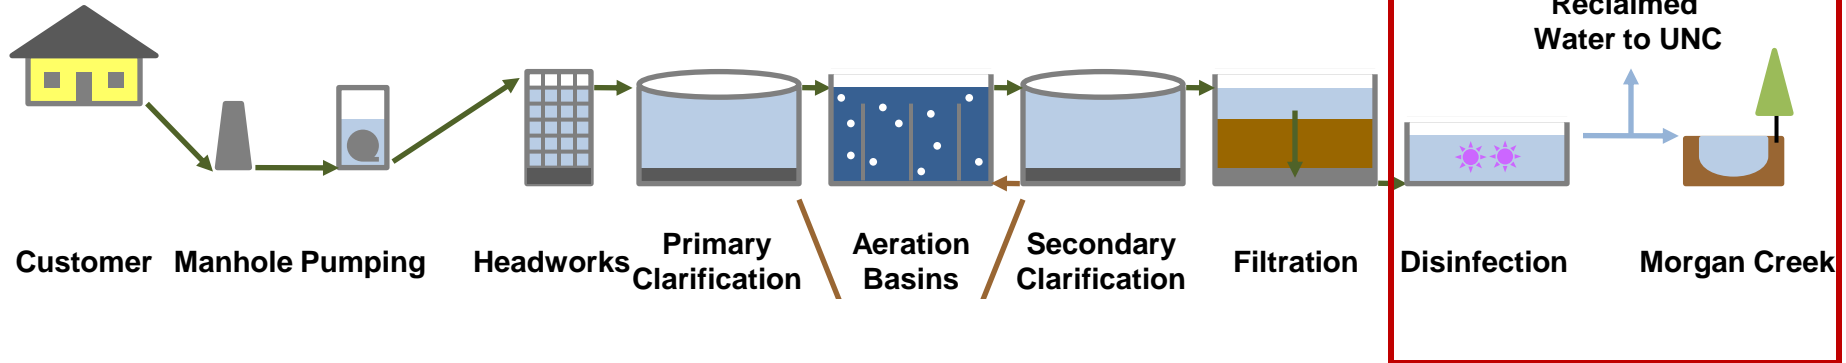 Reclaimed
Water to UNC
Customer
Manhole
Pumping
Headworks
Primary
Clarification
Aeration
Basins
Secondary
Clarification
Filtration
Disinfection
Morgan Creek